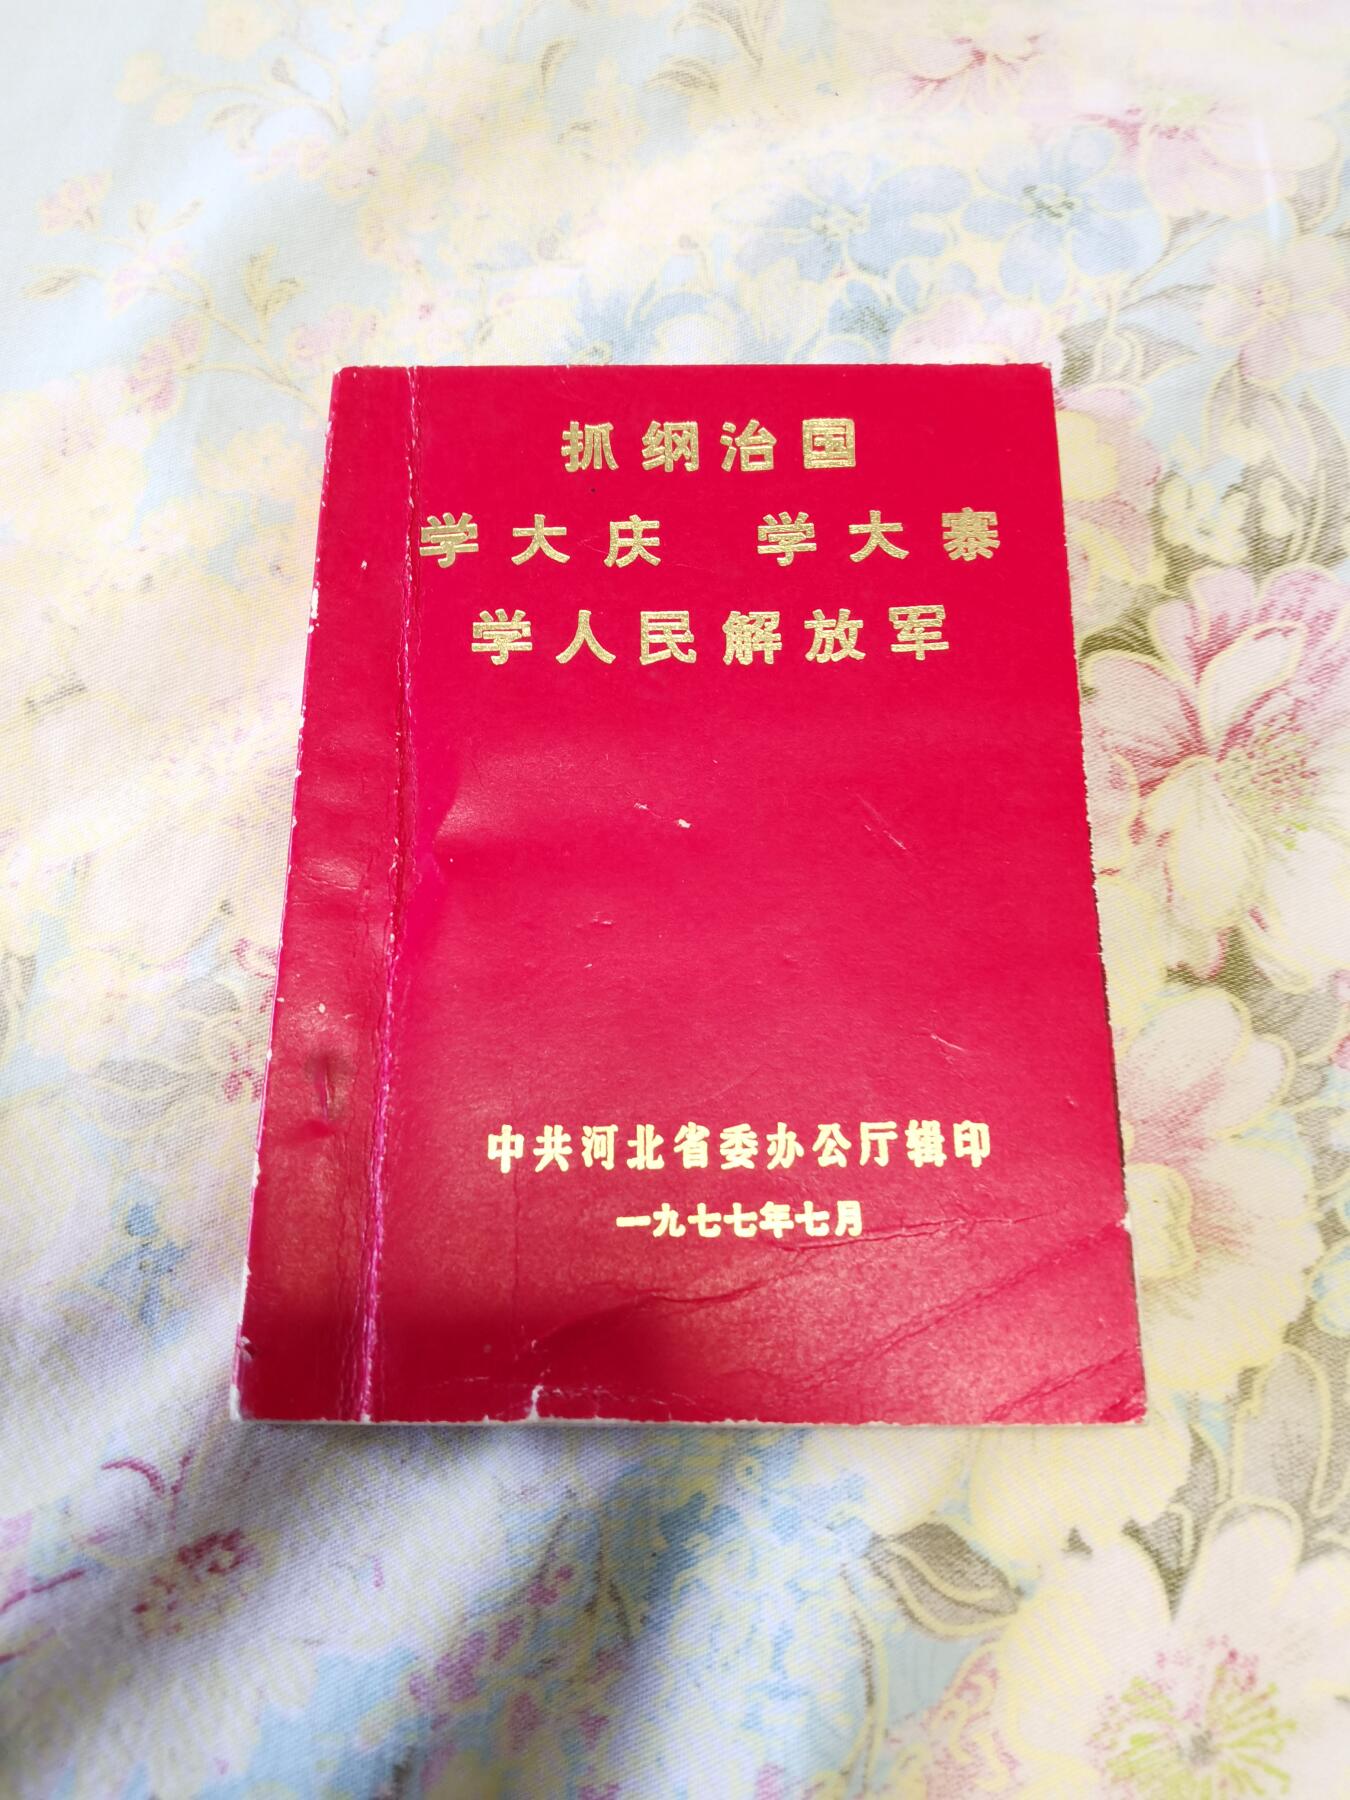 抓纲治国
学大庆 学大寨
学人民解放军
中共河北省委办公厅辑印
一九七七年七月